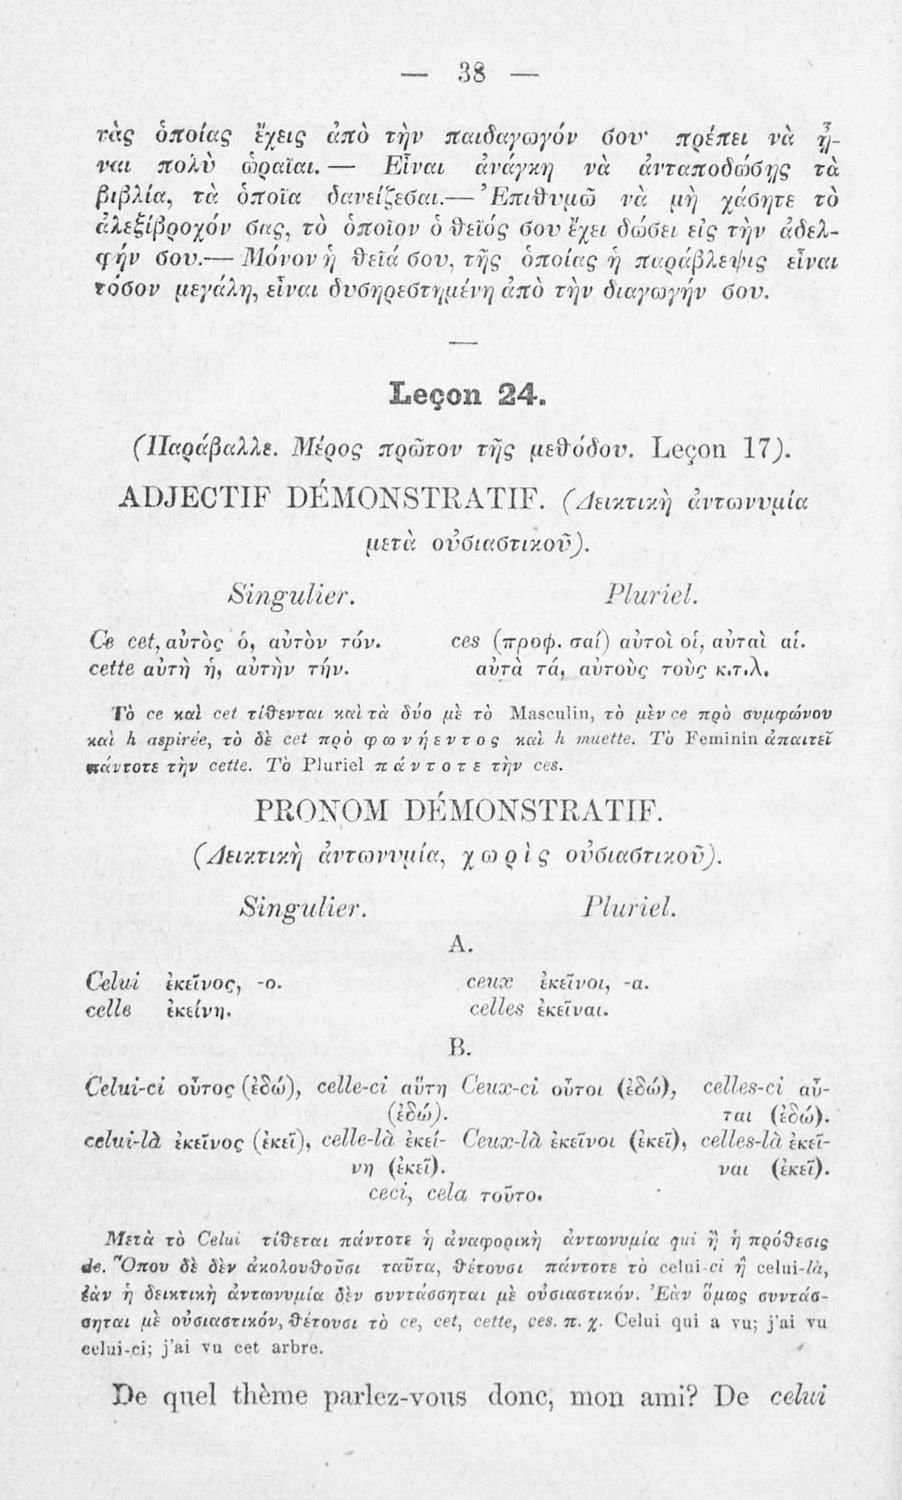 — 38 —
τὰς ὁποίας ἔχεις ἀπὸ τὴν παιδαγωγόν σου πρέπει νὰ ᾖ-
ναι πολὺ ὡραῖαι. — Εἶναι ἀνάγκη νὰ ἀνταποδώσῃς τὰ
βιβλία, τὰ ὁποῖα δανείζεσαι.— Ἐπιθυμῶ νὰ μὴ χάσητε τὸ
ἀλεξίβροχόν σας, τὸ ὁποῖον ὁ θεῖός σου ἔχει δώσει εἰς τὴν ἀδελ-
φήν σου.— Μόνον ἡ θειά σου, τῆς ὁποίας ἡ παράβλεψις εἶναι
τόσον μεγάλη, εἶναι δυσηρεστημένη ἀπὸ τὴν διαγωγήν σου.
Leçon 24.
(Παράβαλλε. Μέρος πρῶτον τῆς μεθόδου. Leçon 17).
ADJECTIF DÉMONSTRATIF. (Δεικτικὴ ἀντωνυμία
μετὰ οὐσιαστικοῦ).
Singulier. Pluriel.
Ce cet, αὐτὸς ὁ, αὐτὸν τόν. ces (προφ. σαί) αὐτοὶ οἱ, αὐταὶ αἱ.
cette αὐτὴ ἡ, αὐτὴν τήν. αὐτὰ τά, αὐτοὺς τοὺς κ.τ.λ.
Τὸ ce καὶ cet τίθενται καὶ τὰ δύο μὲ τὸ Masculin, τὸ μὲν ce πρὸ συμφώνου
καὶ h aspirée, τὸ δὲ cet πρὸ φωνήεντος καὶ h muette. Τὸ Feminin ἀπαιτεῖ
πάντοτε τὴν cette. Τὸ Pluriel πάντοτε τὴν ces.
PRONOM DÉMONSTRATIF.
(Δεικτικὴ ἀντωνυμία, χωρὶς οὐσιαστικοῦ).
Singulier. Pluriel.
A.
Celui ἐκεῖνος, -ο. ceux ἐκεῖνοι, -α.
celle ἐκείνη. celles ἐκεῖναι.
B.
Celui-ci οὗτος (ἐδώ), celle-ci αὕτη Ceux-ci οὗτοι (ἐδώ), celles-ci αὗ-
(ἐδώ). ται (ἐδώ).
celui-là ἐκεῖνος (ἐκεῖ), celle-là ἐκεί- Ceux-là ἐκεῖνοι (ἐκεῖ), celles-là ἐκεῖ-
νη (ἐκεῖ). ναι (ἐκεῖ).
ceci, cela τοῦτο.
Μετὰ τὸ Celui τίθεται πάντοτε ἡ ἀναφορικὴ ἀντωνυμία qui ἢ ἡ πρόθεσις
de. Ὅπου δὲ δὲν ἀκολουθοῦσι ταῦτα, θέτουσι πάντοτε τὸ celui-ci ἢ celui-là,
ἐὰν ἡ δεικτικὴ ἀντωνυμία δὲν συντάσσηται μὲ οὐσιαστικόν. Ἐὰν ὅμως συντάσ-
σηται μὲ οὐσιαστικόν, θέτουσι τὸ ce, cet, cette, ces. π. χ. Celui qui a vu; j'ai vu
celui-ci; j'ai vu cet arbre.
De quel thème parlez-vous donc, mon ami? De celui